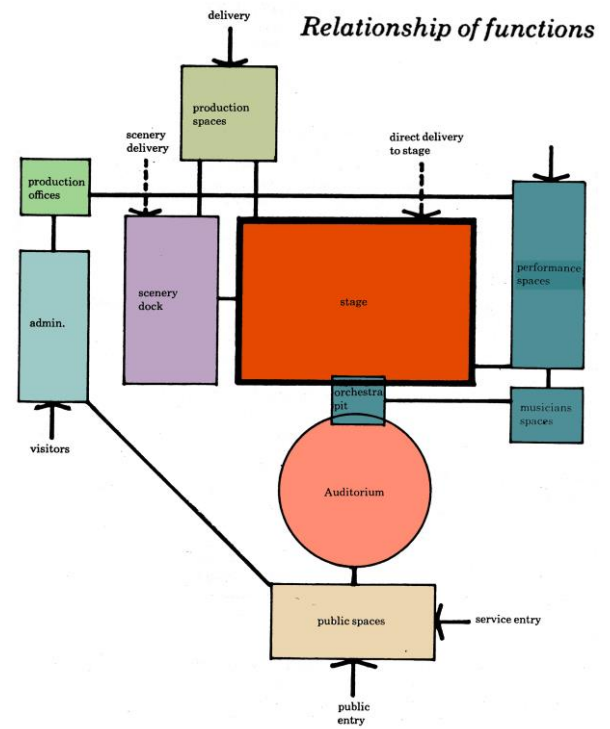 delivery
Relationship of functions
production
spaces
scenery
delivery
direct delivery
to stage
production
offices
performance
spaces
scenery
dock
stage
admin.
orchestra
pit
musicians
spaces
visitors
Auditorium
public spaces
service entry
public
entry